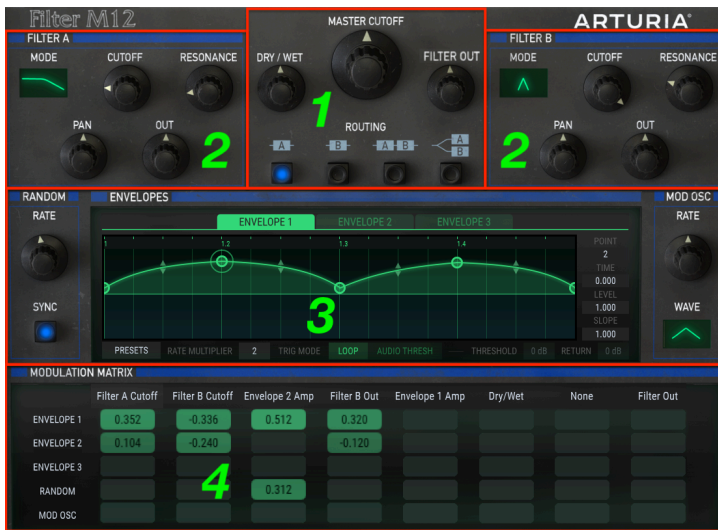 Filter M12
ARTURIA
FILTER A
MODE CUTOFF RESONANCE
PAN OUT
2
MASTER CUTOFF
DRY / WET
FILTER OUT
1
ROUTING
A B A B A
B
FILTER B
MODE CUTOFF RESONANCE
PAN OUT
2
RANDOM
RATE
SYNC
ENVELOPES
ENVELOPE 1 ENVELOPE 2 ENVELOPE 3
1 1.2 1.3 1.4
POINT
2
TIME
0.000
LEVEL
1.000
SLOPE
1.000
3
PRESETS RATE MULTIPLIER 2 TRIG MODE LOOP AUDIO THRESH THRESHOLD 0 dB RETURN 0 dB
MOD OSC
RATE
WAVE
MODULATION MATRIX
Filter A Cutoff Filter B Cutoff Envelope 2 Amp Filter B Out Envelope 1 Amp Dry/Wet None Filter Out
ENVELOPE 1 0.352 -0.336 0.512 0.320
ENVELOPE 2 0.104 -0.240 -0.120
ENVELOPE 3
4
RANDOM 0.312
MOD OSC